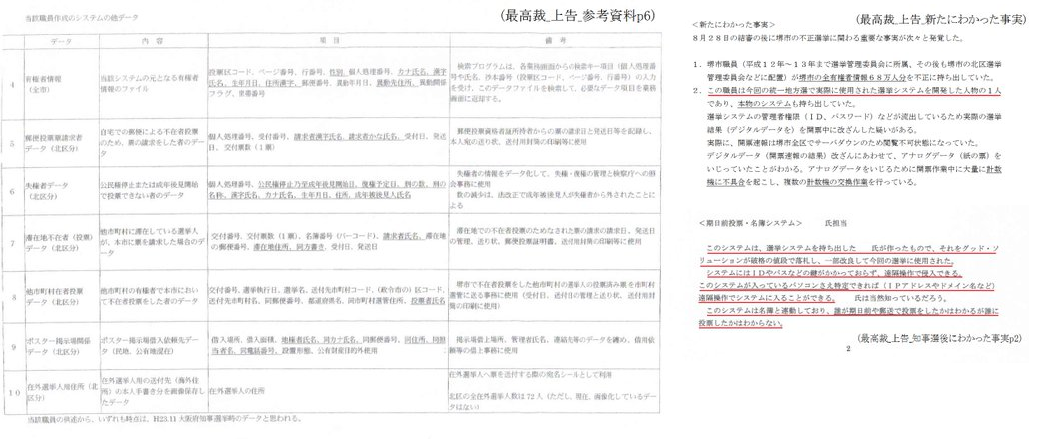 当該職員作成のシステムの他データ
(最高裁_上告_参考資料p6)
データ
内 容
項 目
備 考
4
有権者情報
(全市)
当該システムの元となる有権者
情報のファイル
投票区コード、ページ番号、行番号、性別、個人処理番号、カナ氏名、漢字
氏名、生年月日、住所漢字、郵便番号、異動年月日、異動先住所、異動関係
フラグ、世帯番号
検索プログラムは、各業務画面からの検索キー項目(個人処理番
号や氏名、抄本番号(投票区コード、ページ番号、行番号)の入力
を受け、このデータファイルを検索して、必要なデータ項目を業務
画面に返却する。
5
郵便投票票請求者
データ(北区分)
自宅での郵便による不在者投票
のため、票の請求をした者のデー
タ
個人処理番号、受付番号、請求者漢字氏名、請求者かな氏名、受付日、発送
日、交付票数(1票)
郵便投票資格者証所持者からの票の請求日と発送日等を記録し、
本人宛の送り状、送付用封筒の印刷等に使用
6
失権者データ
(北区分)
公民権停止または成年後見開始
で投票できない者のデータ
個人処理番号、公民権停止乃至成年後見開始日、復権予定日、刑の数、刑の
名称、漢字氏名、カナ氏名、生年月日、住所、成年後見人氏名
失権者の情報をデータ化して、失権・復権の管理と検察庁への照
会事務に使用
数の減少は、法改正で成年後見者が失権者から外されたことによ
る
7
滞在地不在者(投票)
データ(北区分)
他市町村に滞在している選挙人
が、本市に票を請求した場合のデ
ータ
交付番号、交付票数(1票)、名簿番号(バーコード)、請求者氏名、滞在地
の郵便番号、滞在地住所、同方書き、受付日、発送日
滞在地での不在者投票のためなされた票の請求の請求日、発送日
の管理、送り状、郵便投票証明書、送付用封筒の印刷等に使用
8
他市町村在者投票
データ(北区分)
他市町村の有権者で本市におい
て不在者投票をした者のデータ
交付番号、選挙執行日、選挙名、送付先市町村コード、(政令市の)区コード、
送付先市町村名、同郵便番号、都道府県名、同市町村選管住所、投票者氏名
堺市で不在者投票をした他市町村の選挙人の投票済み票を市町村
選管に送る事務に使用(受付日、送付日の管理と送り状、送付用封
筒の印刷に使用)
9
ポスター掲示場関係
データ(北区分)
ポスター掲示場借入依頼先デー
タ(民地、公有地混在)
借入場所、借入面積、地権者氏名、同カナ氏名、同郵便番号、同住所、同担
当者名、同電話番号、設置形態、公有財産目的外使用
掲示場借上場所、管理者氏名、連絡先等のデータを纏め、借用依
頼等の借上事務に使用
10
在外選挙人用住所(北
区分)
在外選挙人用の送付先(海外住
所)の本人手書き分を画像保存し
たデータ
在外選挙人の住所
在外選挙人へ票を送付する際の宛名シールとして利用
北区の全在外選挙人数は72人(ただし、現在、画像化しているデー
タはない)
当該職員の供述から、いずれも時点は、H23.11 大阪府知事選挙時のデータと思われる。
(最高裁_上告_新たにわかった事実)
<新たにわかった事実>
8月28日の結審の後に堺市の不正選挙に関わる重要な事実が次々と発覚した。
1.堺市職員(平成12年~13年まで選挙管理委員会に所属、その後も堺市の北区選挙
管理委員会などに配置)が堺市の全有権者情報68万人分を不正に持ち出していた。
2.この職員は今回の統一地方選で実際に使用された選挙システムを開発した人物の1人
であり、本物のシステムも持ち出していた。
選挙システムの管理者権限(ID、パスワード)などが流出しているため実際の選挙
結果(デジタルデータを)を開票中に改ざんした疑いがある。
実際に、開票速報は堺市全区でサーバダウンのため閲覧不可状態になっていた。
デジタルデータ(開票速報の結果)改ざんにあわせて、アナログデータ(紙の票)を
いじっていたことがわかる。アナログデータをいじるために開票作業中に大量に計数
機に不具合を起こし、複数の計数機の交換作業を行っている。
<期日前投票・名簿システム> 氏担当
このシステムは、選挙システムを持ち出した 氏が作ったもので、それをグッド・ソ
リューションが破格の値段で落札し、一部改良して今回の選挙に使用された。
システムにはIDやパスなどの鍵がかかっておらず、遠隔操作で侵入できる。
このシステムが入っているパソコンさえ特定できれば(IPアドレスやドメイン名など)
遠隔操作でシステムに入ることができる。 氏は当然知っているだろう。
このシステムは名簿と連動しており、誰が期日前や郵送で投票をしたかはわかるが誰に
投票したかはわからない。
(最高裁_上告_知事選後にわかった事実p2)
2